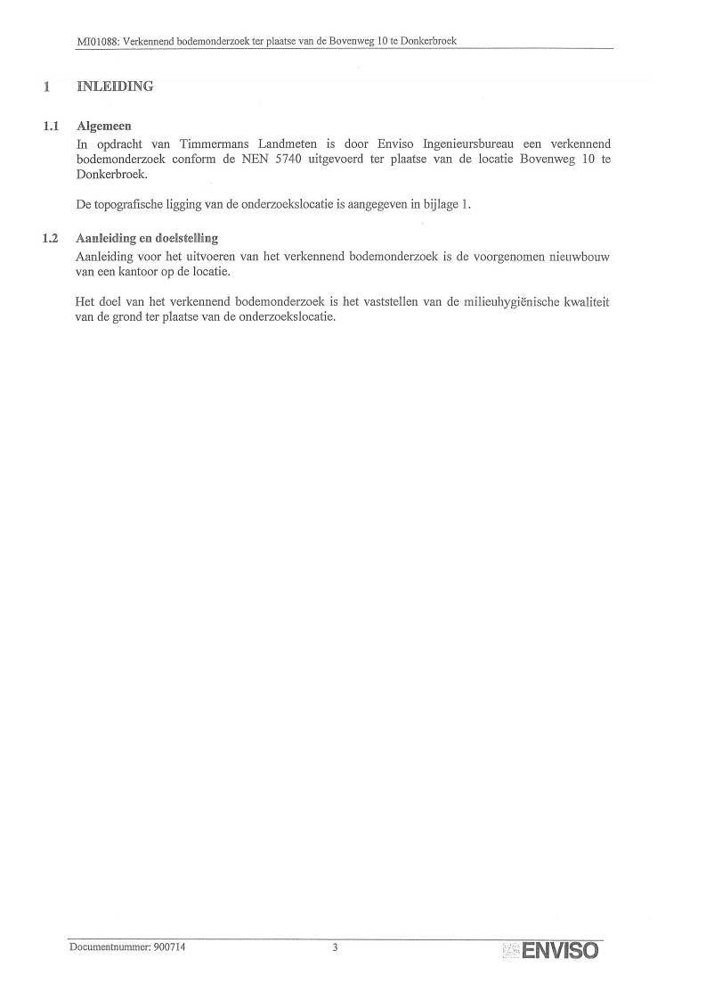 MI01088: Verkennend bodemonderzoek ter plaatse van de Bovenweg 10 te Donkerbroek
1 INLEIDING
1.1 Algemeen
In opdracht van Timmermans Landmeten is door Enviso Ingenieursbureau een verkennend
bodemonderzoek conform de NEN 5740 uitgevoerd ter plaatse van de locatie Bovenweg 10 te
Donkerbroek.
De topografische ligging van de onderzoekslocatie is aangegeven in bijlage 1.
1.2 Aanleiding en doelstelling
Aanleiding voor het uitvoeren van het verkennend bodemonderzoek is de voorgenomen nieuwbouw
van een kantoor op de locatie.
Het doel van het verkennend bodemonderzoek is het vaststellen van de milieuhygiënische kwaliteit
van de grond ter plaatse van de onderzoekslocatie.
Documentnummer: 900714 3 ENVISO